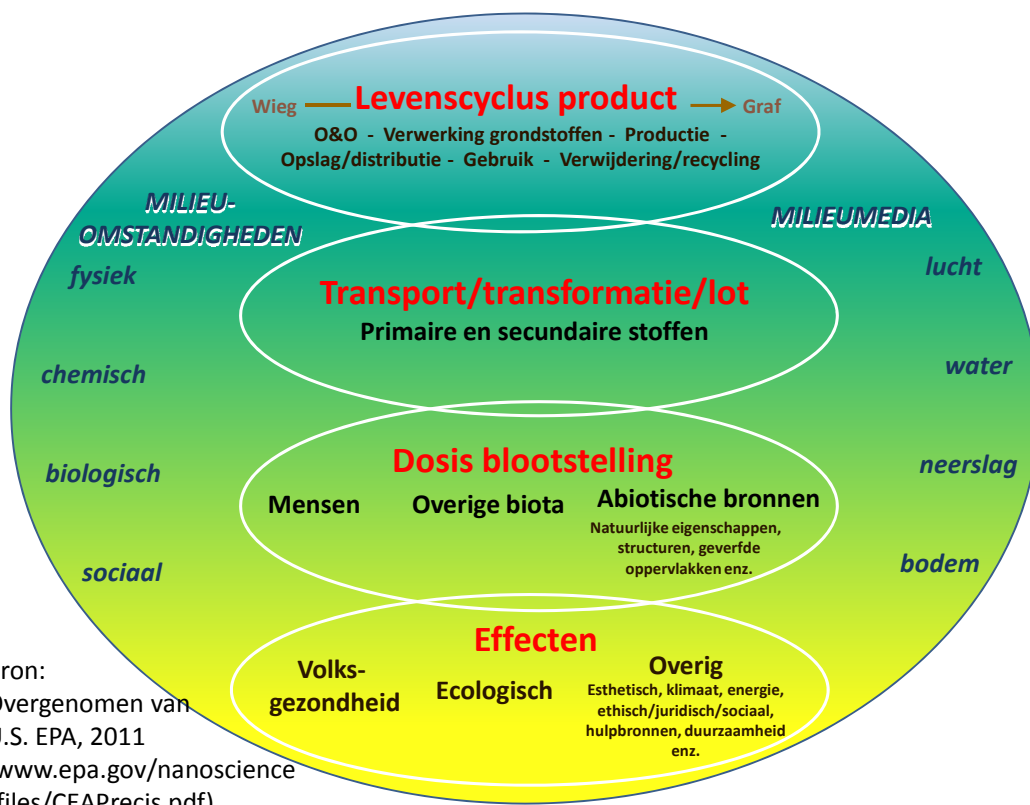 Wieg Levenscyclus product Graf
O&O - Verwerking grondstoffen - Productie -
Opslag/distributie - Gebruik - Verwijdering/recycling
MILIEU-
OMSTANDIGHEDEN
fysiek
chemisch
biologisch
sociaal
MILIEUMEDIA
lucht
water
neerslag
bodem
Transport/transformatie/lot
Primaire en secundaire stoffen
Dosis blootstelling
Mensen
Overige biota
Abiotische bronnen
Natuurlijke eigenschappen,
structuren, geverfde
oppervlakken enz.
Effecten
Volks-
gezondheid
Ecologisch
Overig
Esthetisch, klimaat, energie,
ethisch/juridisch/sociaal,
hulpbronnen, duurzaamheid
enz.
ron:
Overgenomen van
U.S. EPA, 2011
www.epa.gov/nanoscience
files/CEAPrecis.pdf)